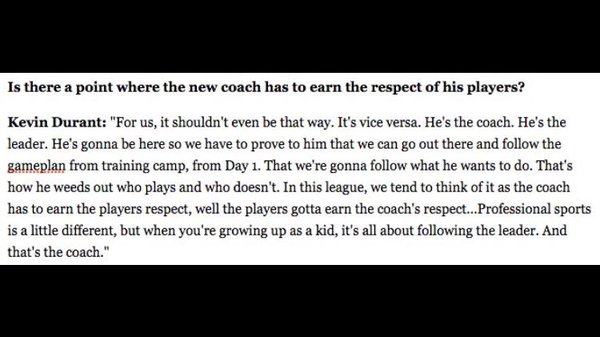 Is there a point where the new coach has to earn the respect of his players?
Kevin Durant: "For us, it shouldn't even be that way. It's vice versa. He's the coach. He's the
leader. He's gonna be here so we have to prove to him that we can go out there and follow the
gameplan from training camp, from Day 1. That we're gonna follow what he wants to do. That's
how he weeds out who plays and who doesn't. In this league, we tend to think of it as the coach
has to earn the players respect, well the players gotta earn the coach's respect...Professional sports
is a little different, but when you're growing up as a kid, it's all about following the leader. And
that's the coach."